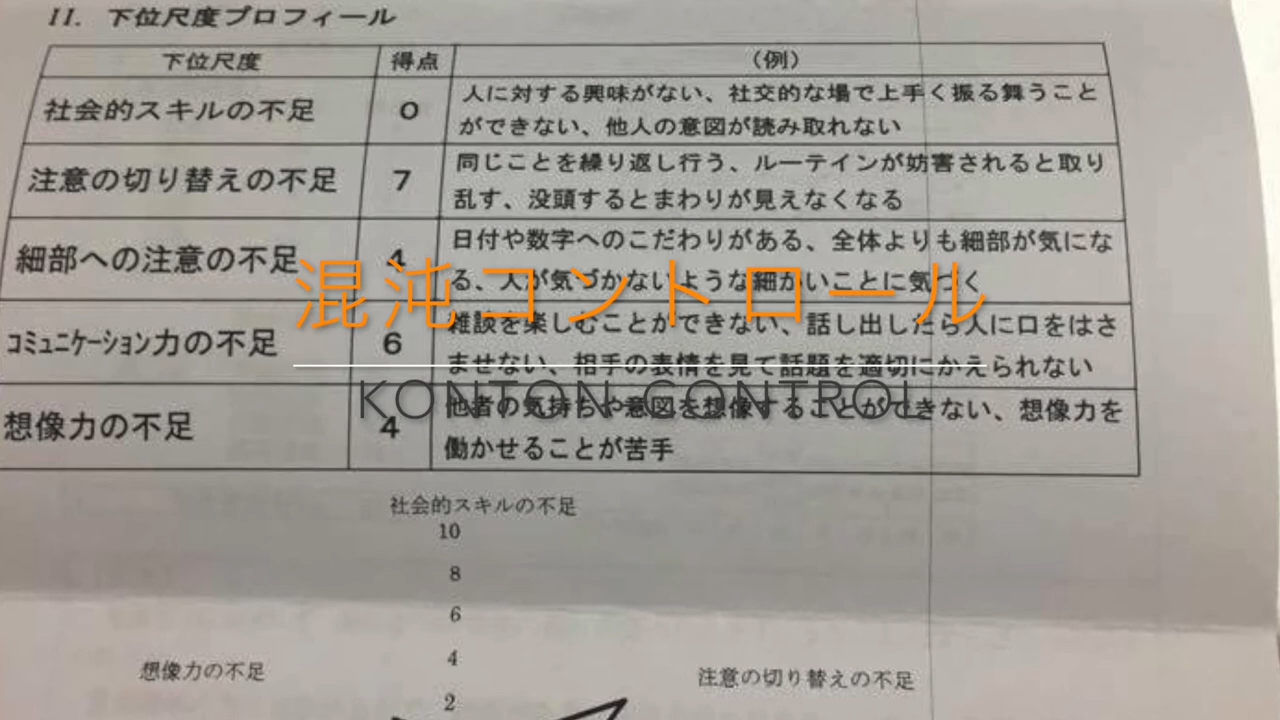 II. 下位尺度プロフィール
下位尺度 得点 （例）
社会的スキルの不足 0 人に対する興味がない、社交的な場で上手く振る舞うこと
ができない、他人の意図が読み取れない
注意の切り替えの不足 7 同じことを繰り返し行う、ルーテインが妨害されると取り
乱す、没頭するとまわりが見えなくなる
細部への注意の不足 4 日付や数字へのこだわりがある、全体よりも細部が気にな
る、人が気づかないような細かいことに気づく
混沌コントロール
コミュニケーション力の不足 6 雑談を楽しむことができない、話し出したら人に口をはさ
ませない、相手の表情を見て話題を適切にかえられない
KONTON CONTROL
想像力の不足 4 他者の気持ちや意図を想像することができない、想像力を
働かせることが苦手
社会的スキルの不足
10
8
6
4
想像力の不足 注意の切り替えの不足
2